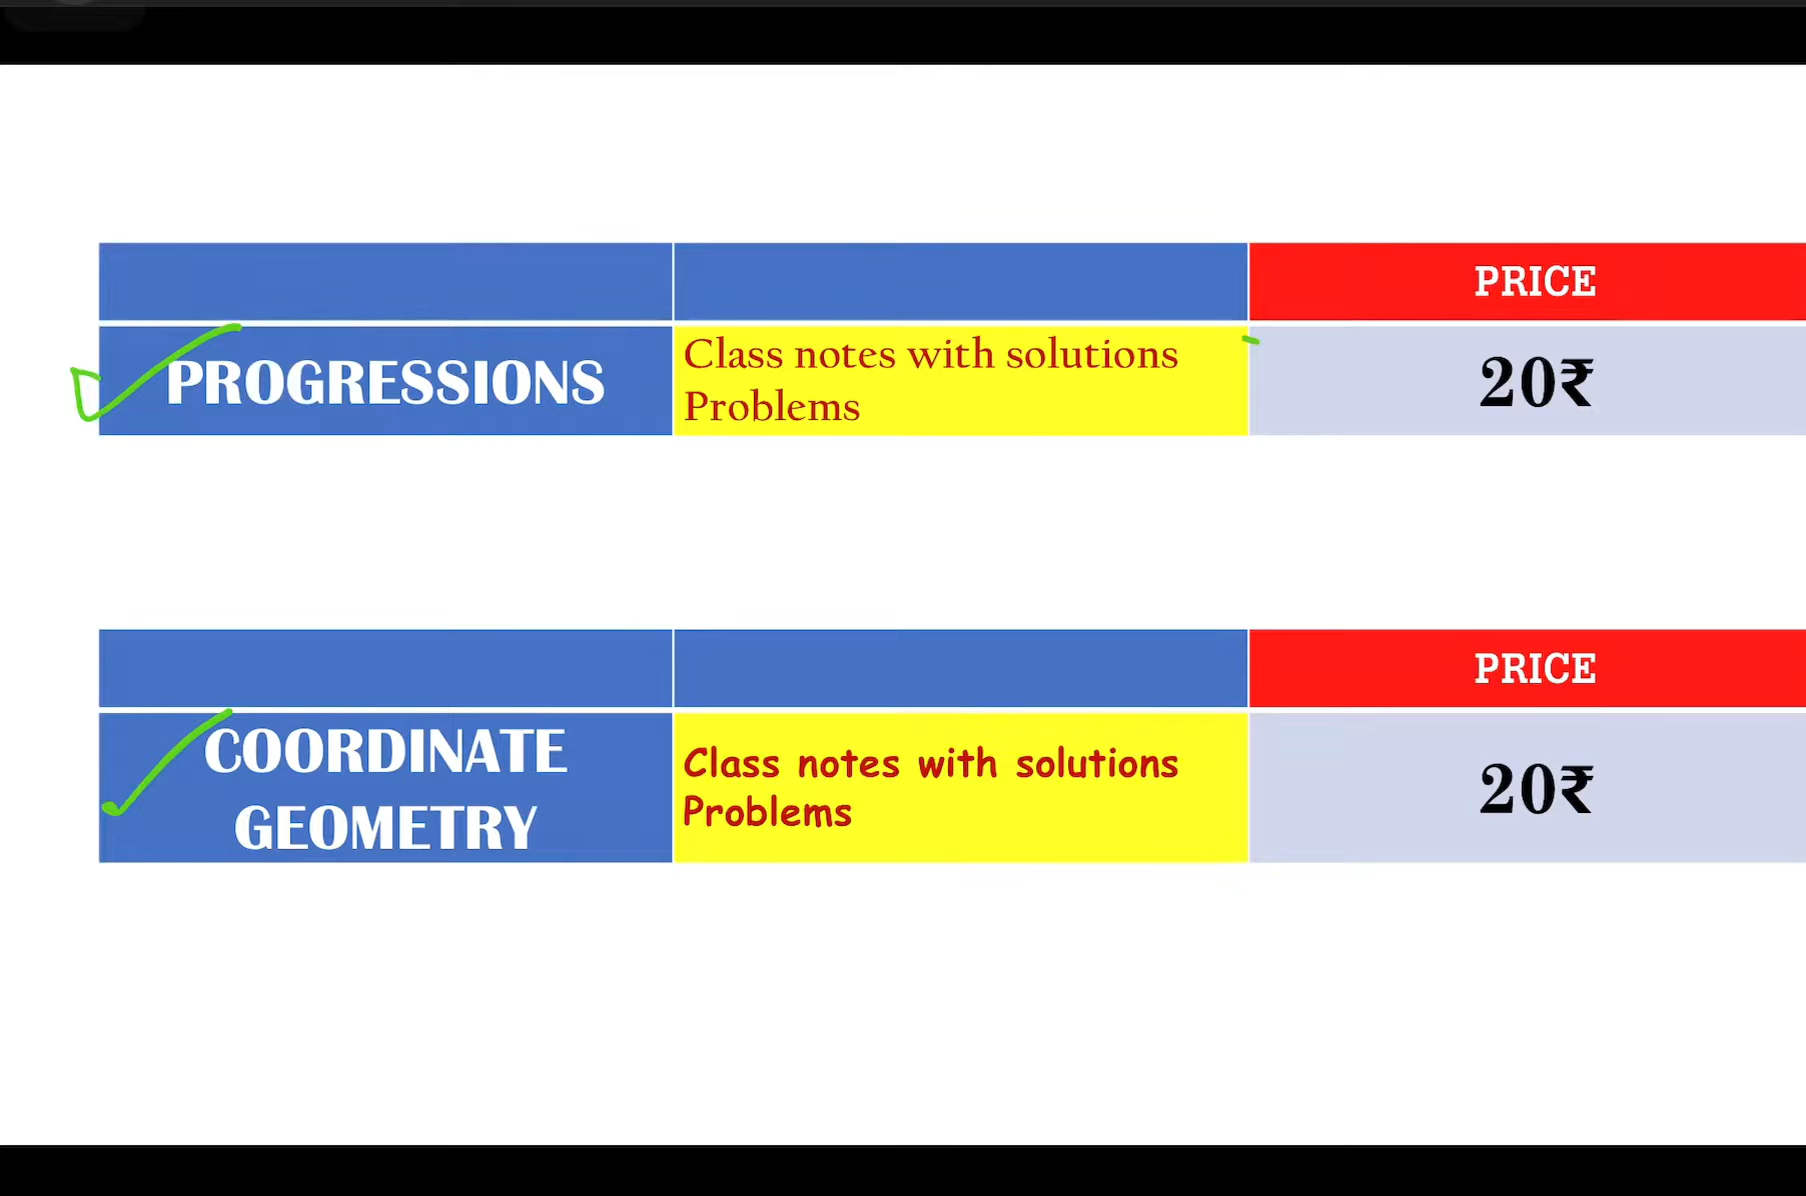 PRICE
PROGRESSIONS
Class notes with solutions
Problems
20₹
PRICE
COORDINATE
GEOMETRY
Class notes with solutions
Problems
20₹